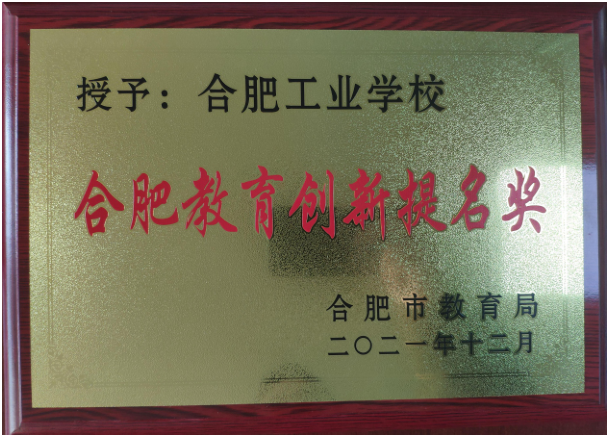 授予：合肥工业学校
合肥教育创新提名奖
合肥市教育局
二〇二一年十二月